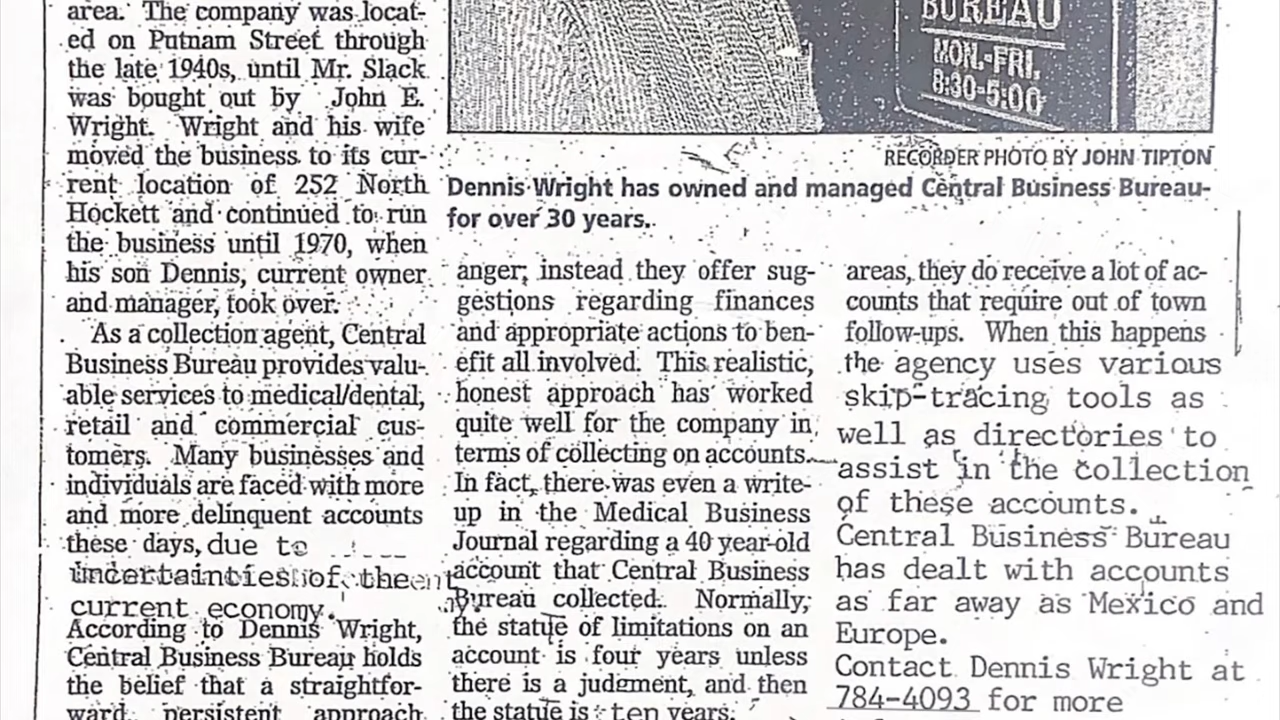 area. The company was locat-
ed on Putnam Street through
the late 1940s, until Mr. Slack
was bought out by John E.
Wright. Wright and his wife
moved the business to its cur-
rent location of 252 North
Hockett and continued to run
the business until 1970, when
his son Dennis, current owner
and manager, took over.
As a collection agent, Central
Business Bureau provides valu-
able services to medical/dental,
retail and commercial cus-
tomers. Many businesses and
individuals are faced with more
and more delinquent accounts
these days, due to
uncertainties of the
current economy.
According to Dennis Wright,
Central Business Bureau holds
the belief that a straightfor-
ward, persistent approach
BUREAU
MON.-FRI.
8:30-5:00
RECORDER PHOTO BY JOHN TIPTON
Dennis Wright has owned and managed Central Business Bureau
for over 30 years.
anger; instead they offer sug-
gestions regarding finances
and appropriate actions to ben-
efit all involved. This realistic,
honest approach has worked
quite well for the company in
terms of collecting on accounts.
In fact, there was even a write-
up in the Medical Business
Journal regarding a 40 year-old
account that Central Business
Bureau collected. Normally,
the statue of limitations on an
account is four years unless
there is a judgment, and then
the statue is ten years.
areas, they do receive a lot of ac-
counts that require out of town
follow-ups. When this happens
the agency uses various
skip-tracing tools as
well as directories to
assist in the collection
of these accounts.
Central Business Bureau
has dealt with accounts
as far away as Mexico and
Europe.
Contact Dennis Wright at
784-4093 for more